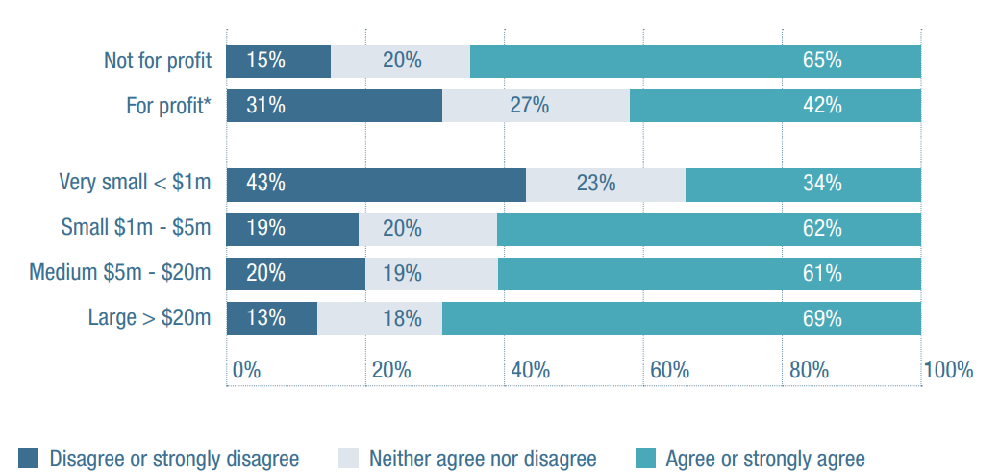 Not for profit 15% 20% 65%
For profit* 31% 27% 42%
Very small < $1m 43% 23% 34%
Small $1m - $5m 19% 20% 62%
Medium $5m - $20m 20% 19% 61%
Large > $20m 13% 18% 69%
0% 20% 40% 60% 80% 100%
Disagree or strongly disagree Neither agree nor disagree Agree or strongly agree